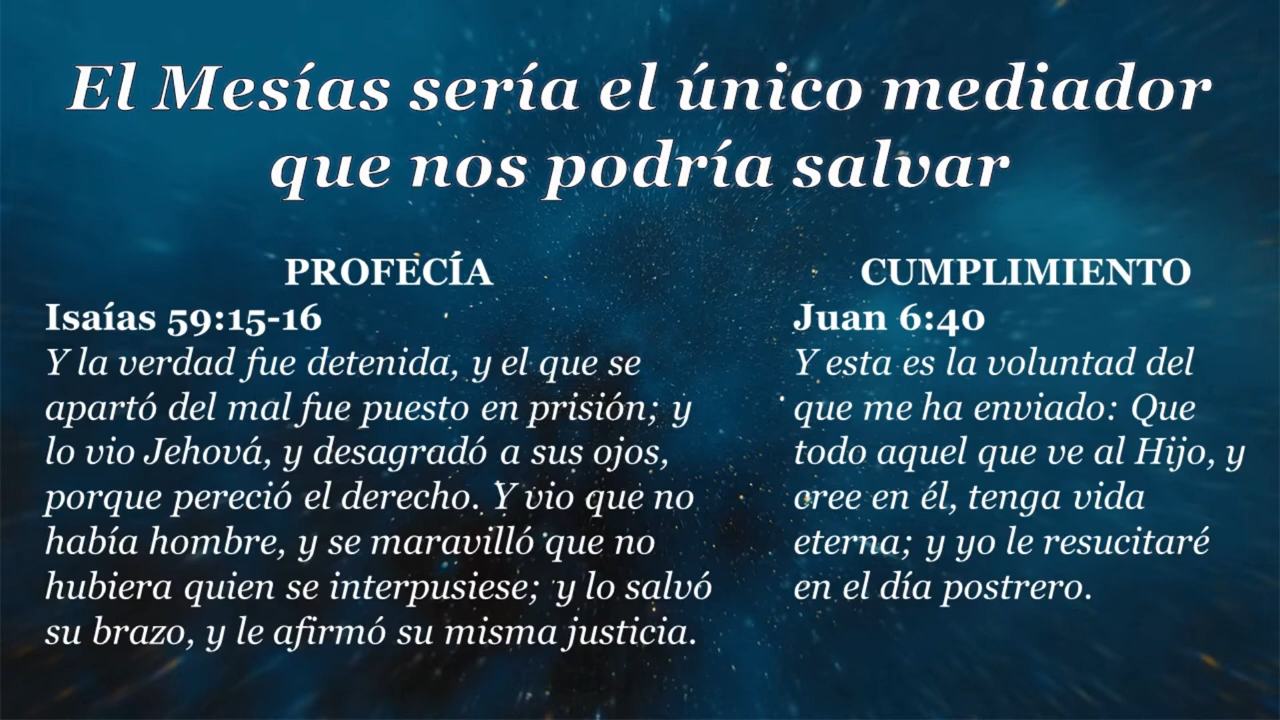 El Mesías sería el único mediador
que nos podría salvar
PROFECÍA
Isaías 59:15-16
Y la verdad fue detenida, y el que se
apartó del mal fue puesto en prisión; y
lo vio Jehová, y desagradó a sus ojos,
porque pereció el derecho. Y vio que no
había hombre, y se maravilló que no
hubiera quien se interpusiese; y lo salvó
su brazo, y le afirmó su misma justicia.
CUMPLIMIENTO
Juan 6:40
Y esta es la voluntad del
que me ha enviado: Que
todo aquel que ve al Hijo, y
cree en él, tenga vida
eterna; y yo le resucitaré
en el día postrero.